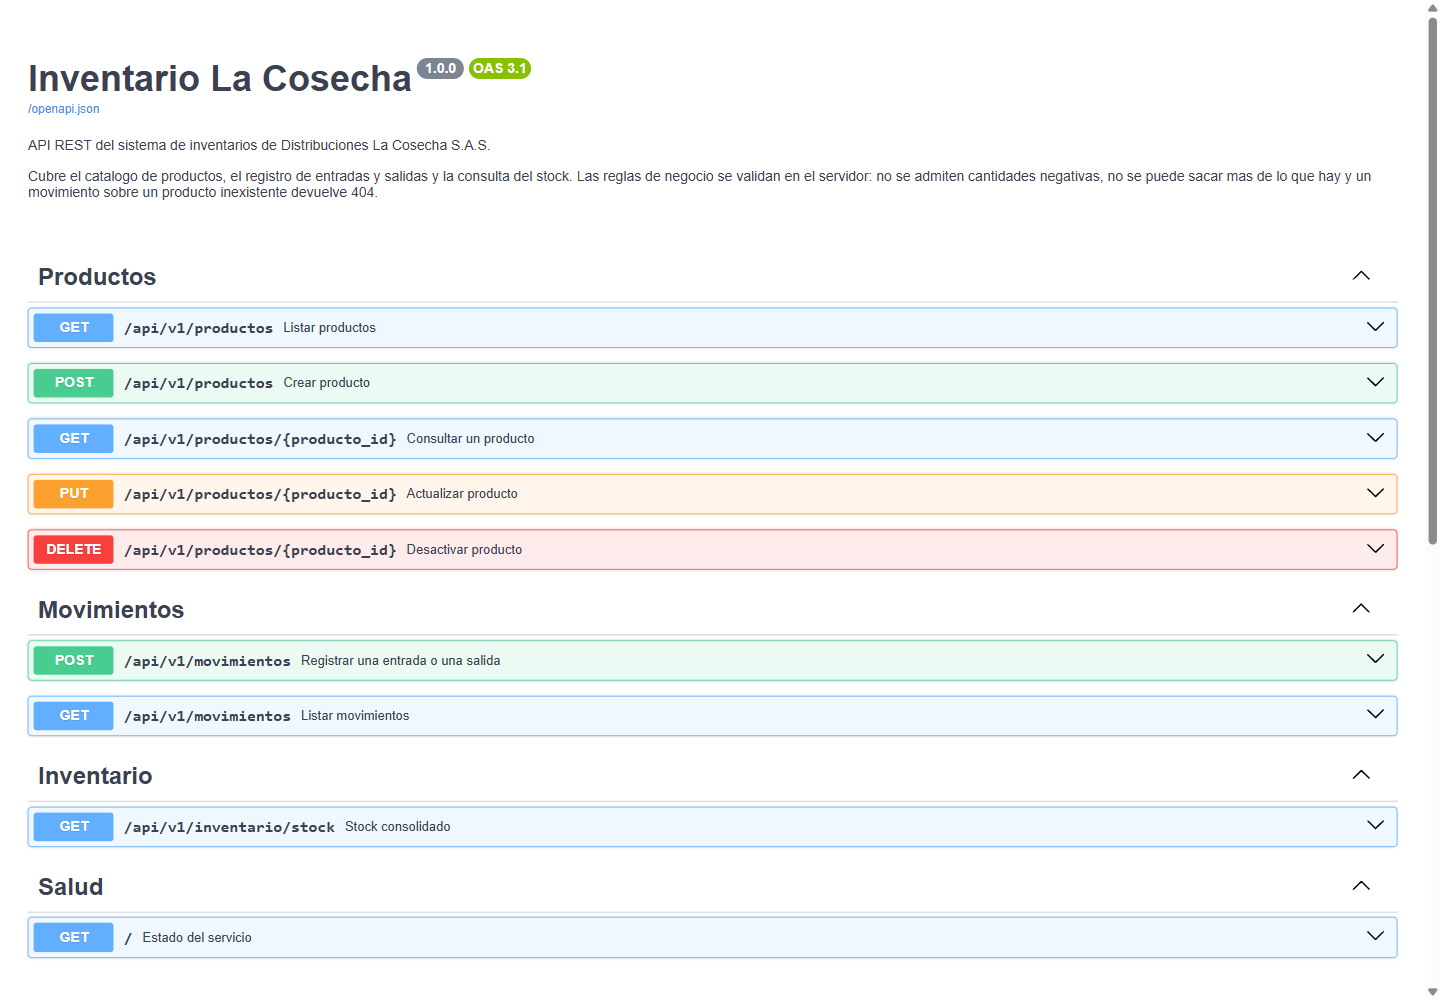 Inventario La Cosecha 1.0.0 OAS 3.1
/openapi.json
API REST del sistema de inventarios de Distribuciones La Cosecha S.A.S.
Cubre el catalogo de productos, el registro de entradas y salidas y la consulta del stock. Las reglas de negocio se validan en el servidor: no se admiten cantidades negativas, no se puede sacar mas de lo que hay y un
movimiento sobre un producto inexistente devuelve 404.
Productos
GET /api/v1/productos Listar productos
POST /api/v1/productos Crear producto
GET /api/v1/productos/{producto_id} Consultar un producto
PUT /api/v1/productos/{producto_id} Actualizar producto
DELETE /api/v1/productos/{producto_id} Desactivar producto
Movimientos
POST /api/v1/movimientos Registrar una entrada o una salida
GET /api/v1/movimientos Listar movimientos
Inventario
GET /api/v1/inventario/stock Stock consolidado
Salud
GET / Estado del servicio